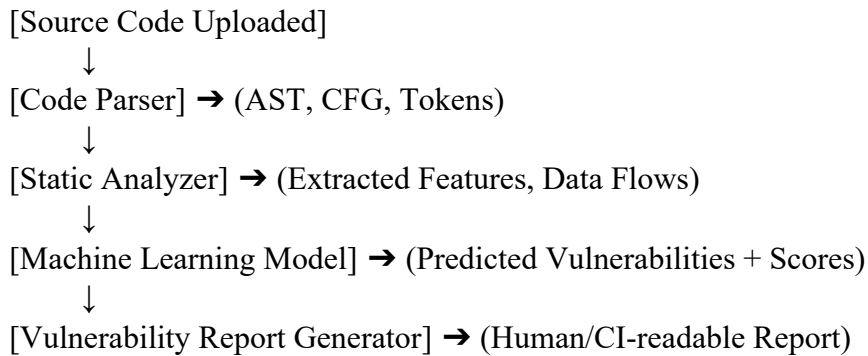 [Source Code Uploaded]
↓
[Code Parser] ➔ (AST, CFG, Tokens)
↓
[Static Analyzer] ➔ (Extracted Features, Data Flows)
↓
[Machine Learning Model] ➔ (Predicted Vulnerabilities + Scores)
↓
[Vulnerability Report Generator] ➔ (Human/CI-readable Report)